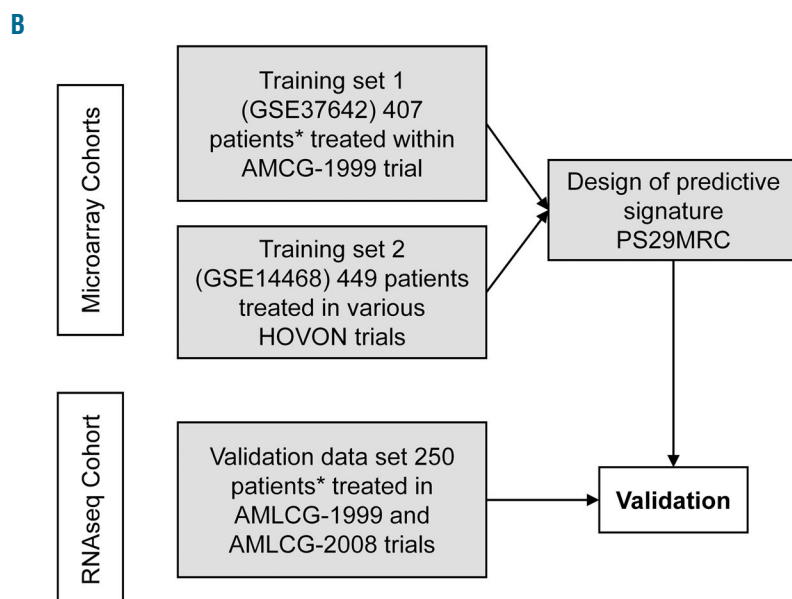 B
Microarray Cohorts
Training set 1
(GSE37642) 407
patients* treated within
AMCG-1999 trial
Training set 2
(GSE14468) 449 patients
treated in various
HOVON trials
Design of predictive
signature
PS29MRC
RNAseq Cohort
Validation data set 250
patients* treated in
AMLCG-1999 and
AMLCG-2008 trials
Validation